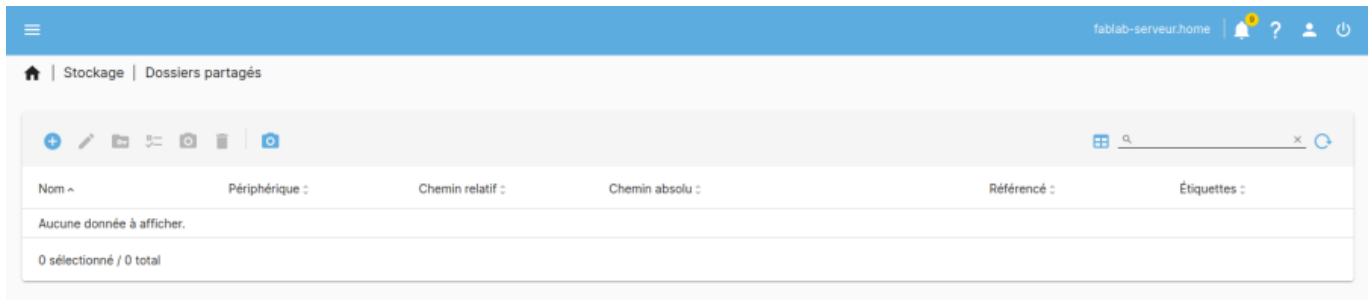 fablab-serveur.home | 9 ?
| Stockage | Dossiers partagés
Nom Périphérique Chemin relatif Chemin absolu Référencé Étiquettes
Aucune donnée à afficher.
0 sélectionné / 0 total